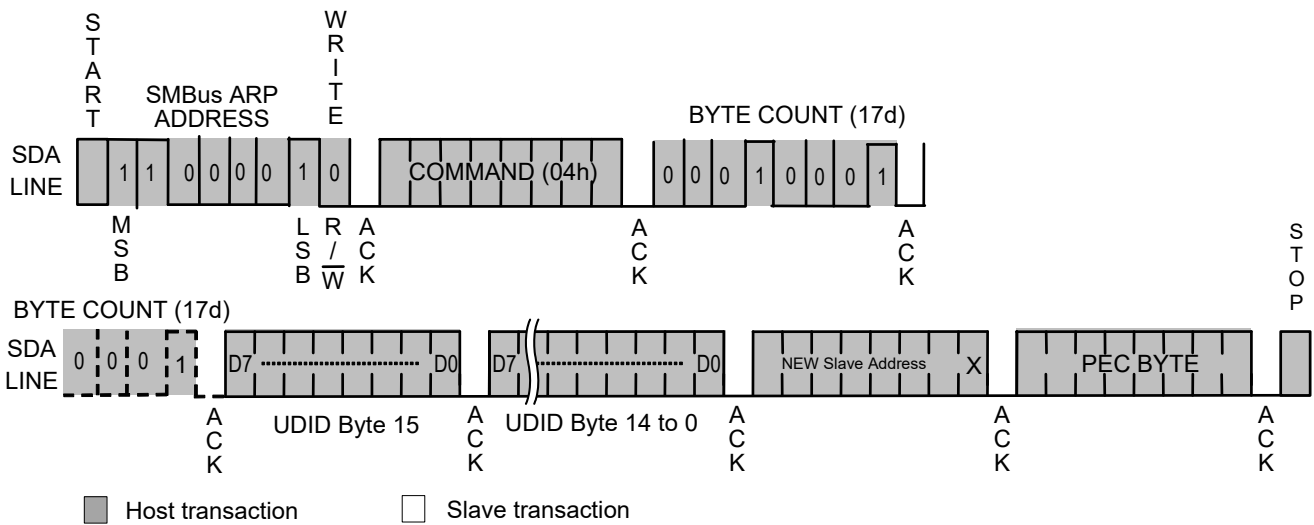 START
WRITE
SMBus ARP
ADDRESS
BYTE COUNT (17d)
SDA
LINE
1 1 0 0 0 0 1 0
COMMAND (04h)
0 0 0 1 0 0 0 1
MSB
LSB
R/W
ACK
ACK
ACK
STOP
BYTE COUNT (17d)
SDA
LINE
0 0 0 1
D7 D0
D7 D0
NEW Slave Address X
PEC BYTE
ACK
UDID Byte 15
ACK
UDID Byte 14 to 0
ACK
ACK
ACK
Host transaction
Slave transaction